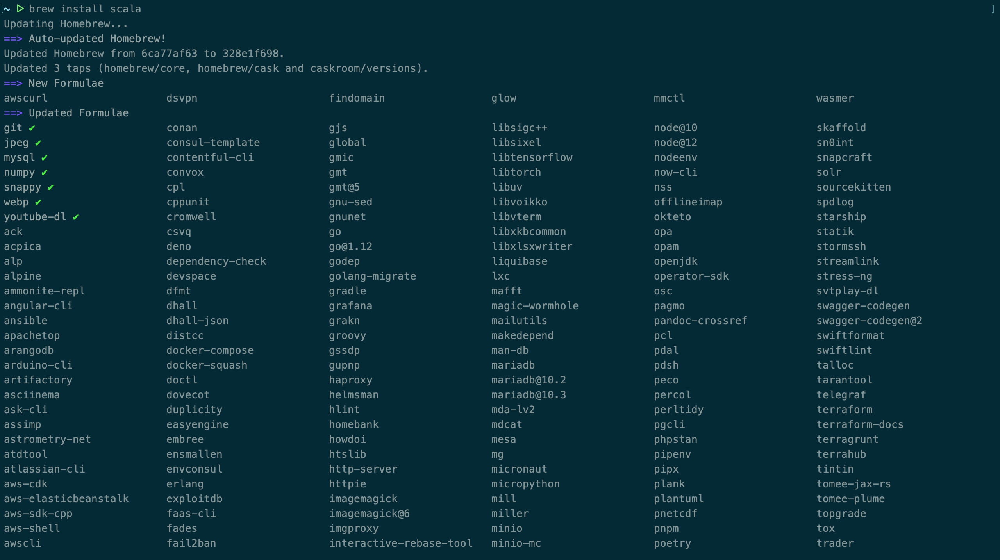 [~ ▷ brew install scala ]
Updating Homebrew...
==> Auto-updated Homebrew!
Updated Homebrew from 6ca77af63 to 328e1f698.
Updated 3 taps (homebrew/core, homebrew/cask and caskroom/versions).
==> New Formulae
awscurl dsvpn findomain glow mmctl wasmer
==> Updated Formulae
git ✔ conan gjs libsigc++ node@10 skaffold
jpeg ✔ consul-template global libsixel node@12 sn0int
mysql ✔ contentful-cli gmic libtensorflow nodeenv snapcraft
numpy ✔ convox gmt libtorch now-cli solr
snappy ✔ cpl gmt@5 libuv nss sourcekitten
webp ✔ cppunit gnu-sed libvoikko offlineimap spdlog
youtube-dl ✔ cromwell gnunet libvterm okteto starship
ack csvq go libxkbcommon opa statik
acpica deno go@1.12 libxlsxwriter opam stormssh
alp dependency-check godep liquibase openjdk streamlink
alpine devspace golang-migrate lxc operator-sdk stress-ng
ammonite-repl dfmt gradle mafft osc svtplay-dl
angular-cli dhall grafana magic-wormhole pagmo swagger-codegen
ansible dhall-json grakn mailutils pandoc-crossref swagger-codegen@2
apachetop distcc groovy makedepend pcl swiftformat
arangodb docker-compose gssdp man-db pdal swiftlint
arduino-cli docker-squash gupnp mariadb pdsh talloc
artifactory doctl haproxy mariadb@10.2 peco tarantool
asciinema dovecot helmsman mariadb@10.3 percol telegraf
ask-cli duplicity hlint mda-lv2 perltidy terraform
assimp easyengine homebank mdcat pgcli terraform-docs
astrometry-net embree howdoi mesa phpstan terragrunt
atdtool ensmallen htslib mg pipenv terrahub
atlassian-cli envconsul http-server micronaut pipx tintin
aws-cdk erlang httpie micropython plank tomee-jax-rs
aws-elasticbeanstalk exploitdb imagemagick mill plantuml tomee-plume
aws-sdk-cpp faas-cli imagemagick@6 miller pnetcdf topgrade
aws-shell fades imgproxy minio pnpm tox
awscli fail2ban interactive-rebase-tool minio-mc poetry trader